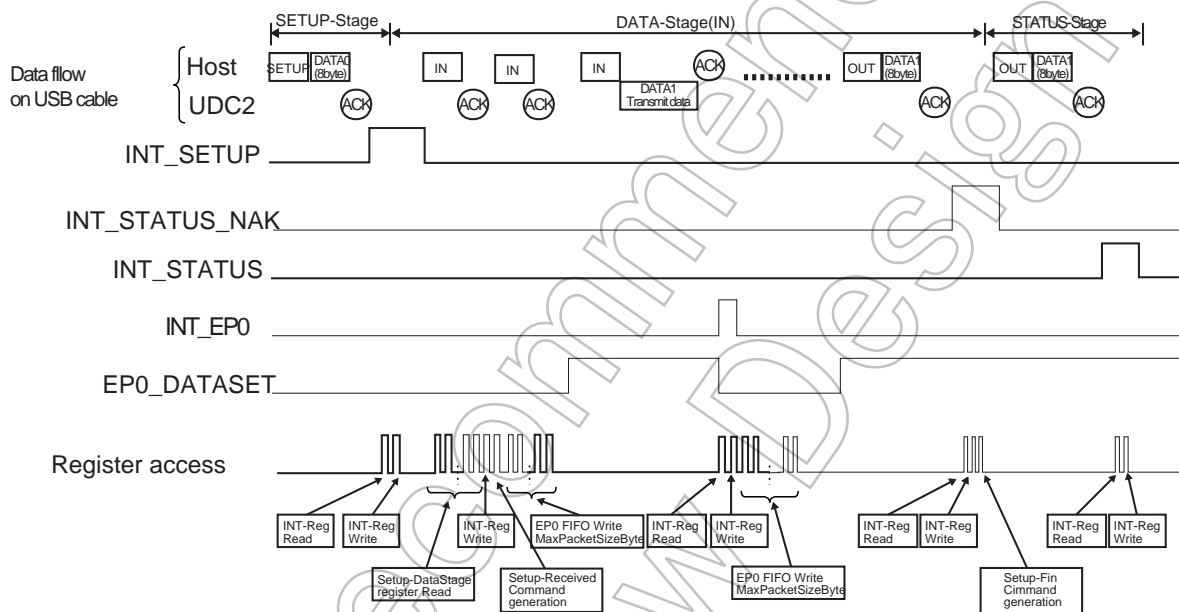 SETUP-Stage
DATA-Stage(IN)
STATUS-Stage
Data fllow
on USB cable
Host
UDC2
SETUP
DATA0
(8byte)
ACK
IN
ACK
IN
ACK
IN
DATA1
Transmit data
ACK
OUT
DATA1
(8byte)
ACK
OUT
DATA1
(8byte)
ACK
INT_SETUP
INT_STATUS_NAK
INT_STATUS
INT_EP0
EP0_DATASET
Register access
INT-Reg
Read
INT-Reg
Write
INT-Reg
Write
EP0 FIFO Write
MaxPacketSizeByte
INT-Reg
Read
INT-Reg
Write
INT-Reg
Read
INT-Reg
Write
INT-Reg
Read
INT-Reg
Write
Setup-DataStage
register Read
Setup-Received
Command
generation
EP0 FIFO Write
MaxPacketSizeByte
Setup-Fin
Cimmand
generation
ecommen
w Design